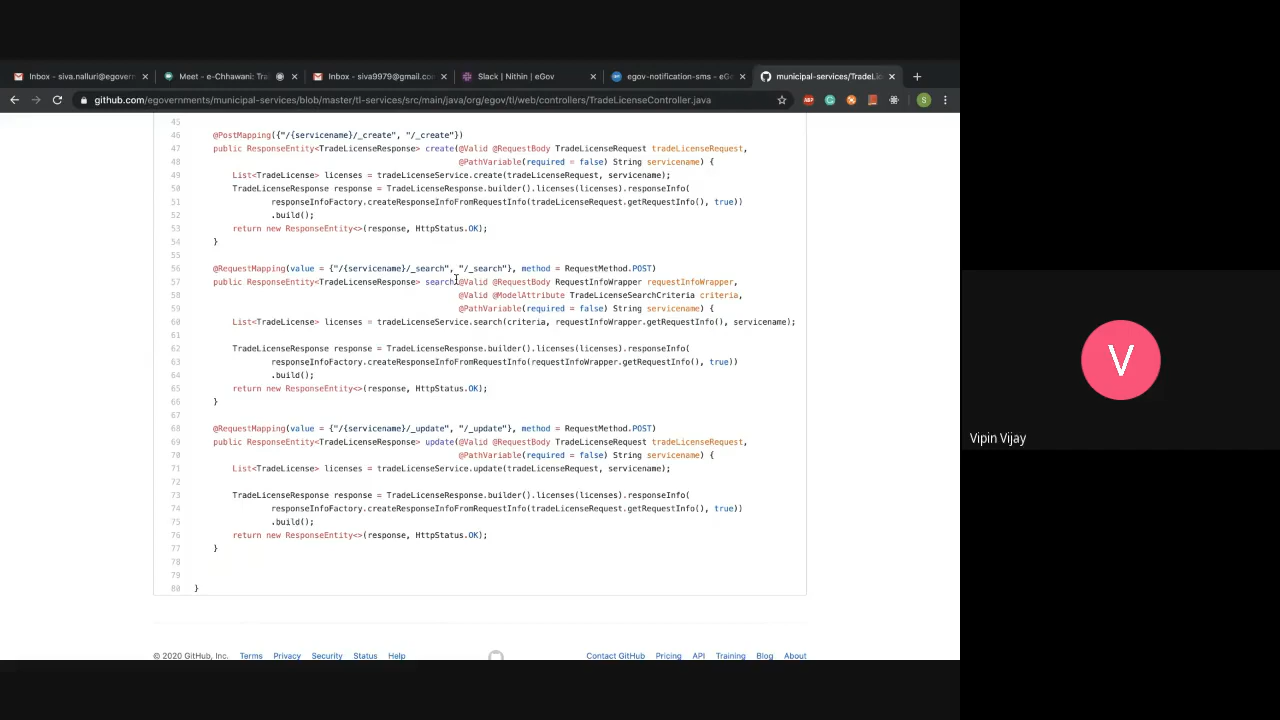 Inbox - siva.nalluri@egovern
Meet - e-Chhawani: Tra
Inbox - siva9979@gmail.co
Slack | Nithin | eGov
egov-notification-sms - eGo
municipal-services/TradeLic
github.com/egovernments/municipal-services/blob/master/tl-services/src/main/java/org/egov/tl/web/controllers/TradeLicenseController.java
ABP
S
45
46 @PostMapping({"/{servicename}/_create", "/_create"})
47 public ResponseEntity<TradeLicenseResponse> create(@Valid @RequestBody TradeLicenseRequest tradeLicenseRequest,
48 @PathVariable(required = false) String servicename) {
49 List<TradeLicense> licenses = tradeLicenseService.create(tradeLicenseRequest, servicename);
50 TradeLicenseResponse response = TradeLicenseResponse.builder().licenses(licenses).responseInfo(
51 responseInfoFactory.createResponseInfoFromRequestInfo(tradeLicenseRequest.getRequestInfo(), true))
52 .build();
53 return new ResponseEntity<>(response, HttpStatus.OK);
54 }
55
56 @RequestMapping(value = {"/{servicename}/_search", "/_search"}, method = RequestMethod.POST)
57 public ResponseEntity<TradeLicenseResponse> search(@Valid @RequestBody RequestInfoWrapper requestInfoWrapper,
58 @Valid @ModelAttribute TradeLicenseSearchCriteria criteria,
59 @PathVariable(required = false) String servicename) {
60 List<TradeLicense> licenses = tradeLicenseService.search(criteria, requestInfoWrapper.getRequestInfo(), servicename);
61
62 TradeLicenseResponse response = TradeLicenseResponse.builder().licenses(licenses).responseInfo(
63 responseInfoFactory.createResponseInfoFromRequestInfo(requestInfoWrapper.getRequestInfo(), true))
64 .build();
65 return new ResponseEntity<>(response, HttpStatus.OK);
66 }
67
68 @RequestMapping(value = {"/{servicename}/_update", "/_update"}, method = RequestMethod.POST)
69 public ResponseEntity<TradeLicenseResponse> update(@Valid @RequestBody TradeLicenseRequest tradeLicenseRequest,
70 @PathVariable(required = false) String servicename) {
71 List<TradeLicense> licenses = tradeLicenseService.update(tradeLicenseRequest, servicename);
72
73 TradeLicenseResponse response = TradeLicenseResponse.builder().licenses(licenses).responseInfo(
74 responseInfoFactory.createResponseInfoFromRequestInfo(tradeLicenseRequest.getRequestInfo(), true))
75 .build();
76 return new ResponseEntity<>(response, HttpStatus.OK);
77 }
78
79
80 }
© 2020 GitHub, Inc. Terms Privacy Security Status Help
Contact GitHub Pricing API Training Blog About
V
Vipin Vijay